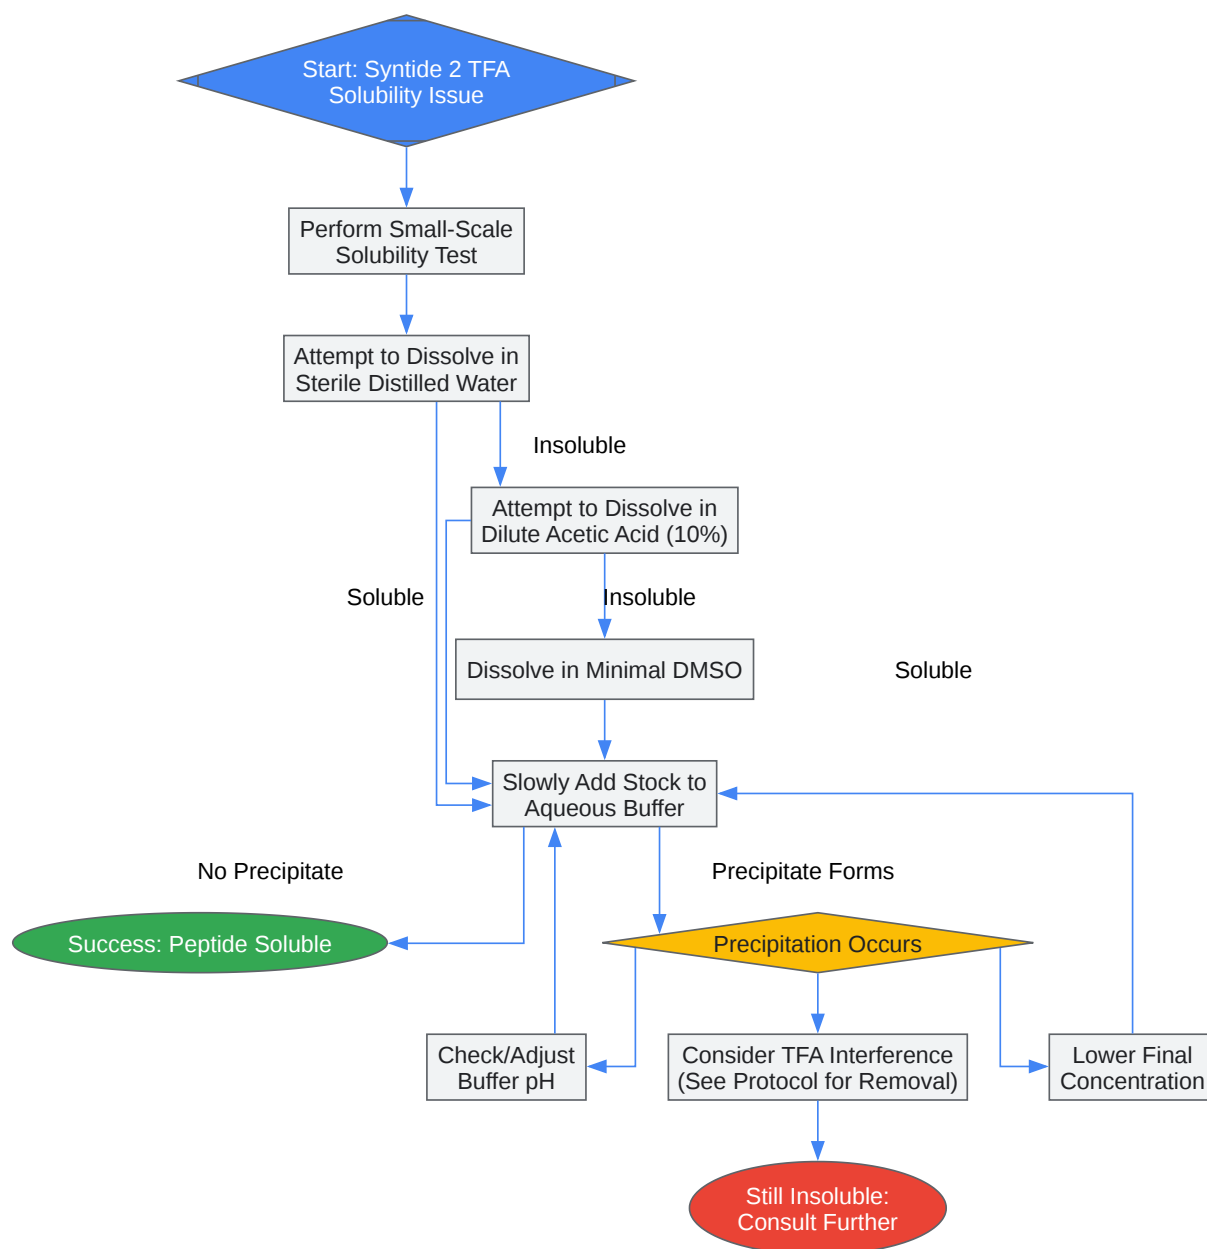 Start: Syntide 2 TFA
Solubility Issue
Perform Small-Scale
Solubility Test
Attempt to Dissolve in
Sterile Distilled Water
Insoluble
Attempt to Dissolve in
Dilute Acetic Acid (10%)
Soluble
Insoluble
Dissolve in Minimal DMSO
Soluble
Slowly Add Stock to
Aqueous Buffer
No Precipitate
Precipitate Forms
Success: Peptide Soluble
Precipitation Occurs
Check/Adjust
Buffer pH
Consider TFA Interference
(See Protocol for Removal)
Lower Final
Concentration
Still Insoluble:
Consult Further